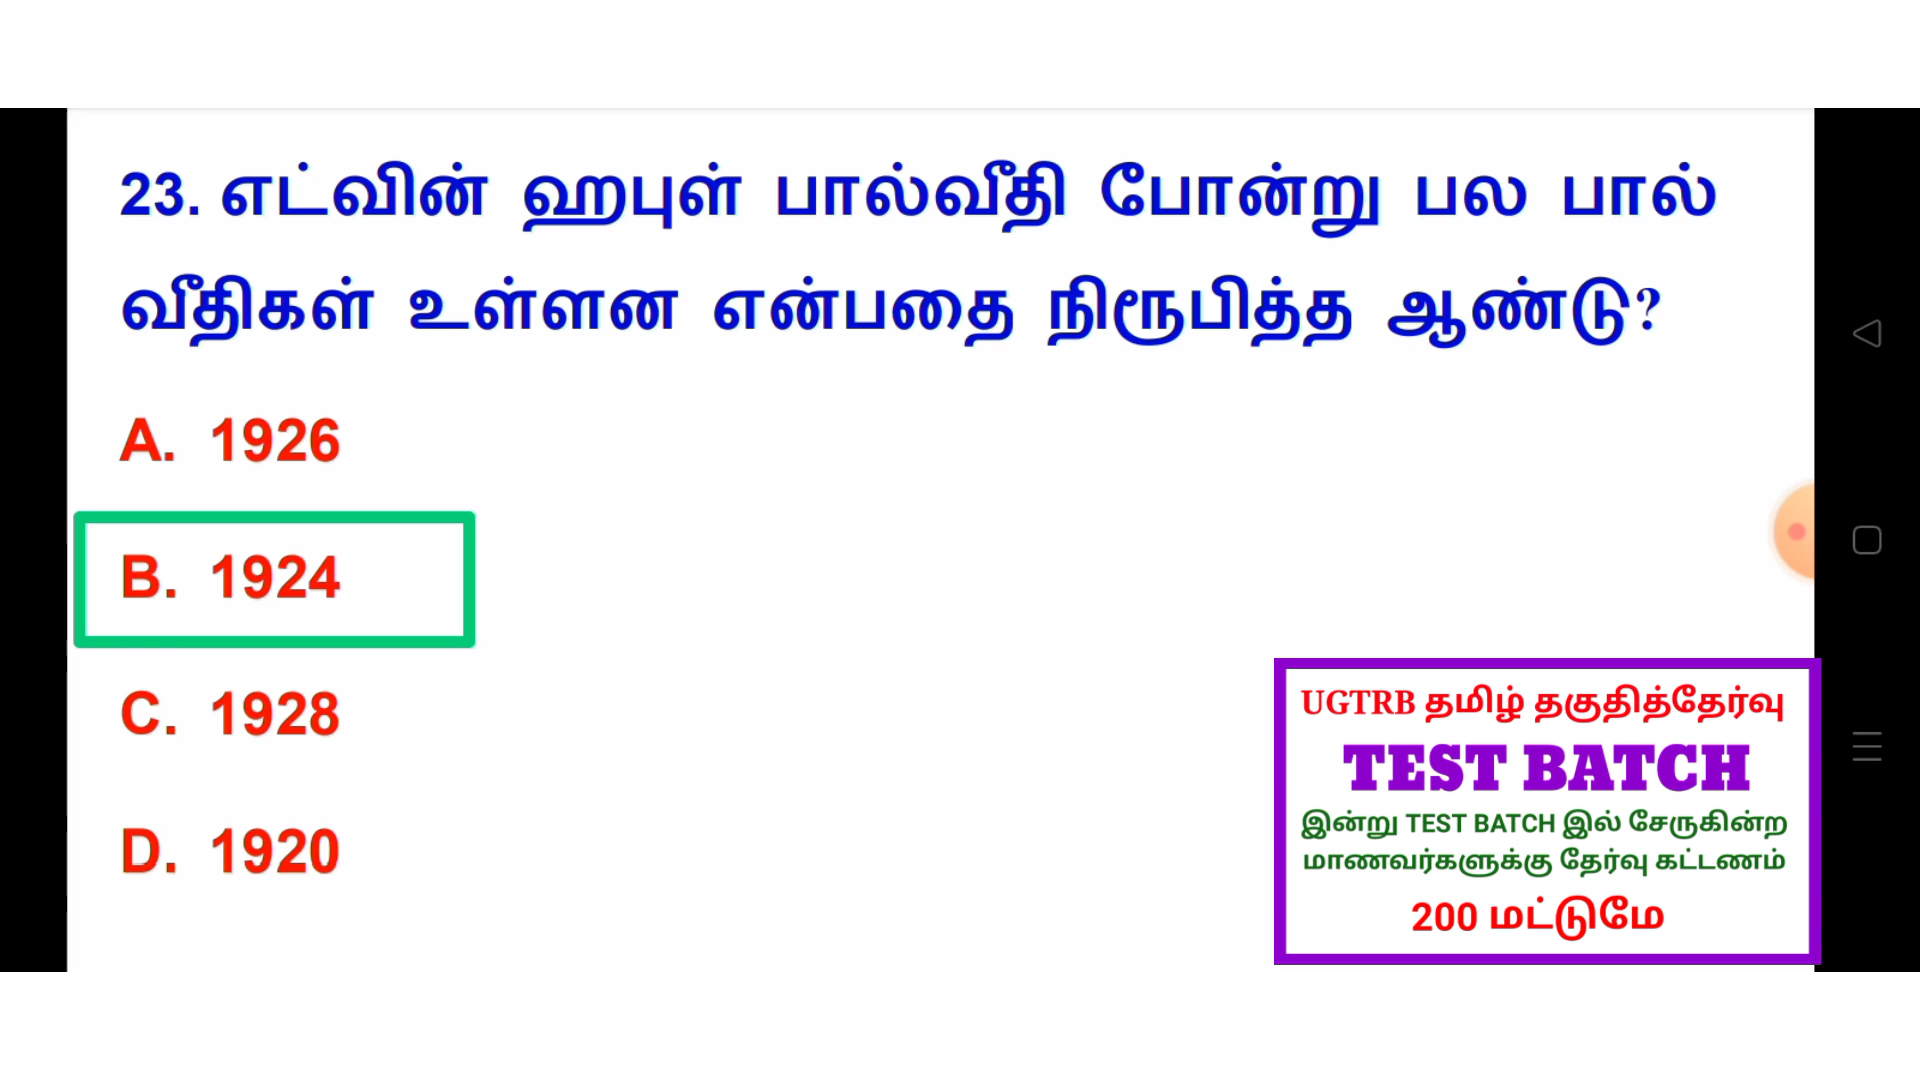 23. எட்வின் ஹபுள் பால்வீதி போன்று பல பால்
வீதிகள் உள்ளன என்பதை நிரூபித்த ஆண்டு?
A. 1926
B. 1924
C. 1928
D. 1920
UGTRB தமிழ் தகுதித்தேர்வு
TEST BATCH
இன்று TEST BATCH இல் சேருகின்ற
மாணவர்களுக்கு தேர்வு கட்டணம்
200 மட்டுமே